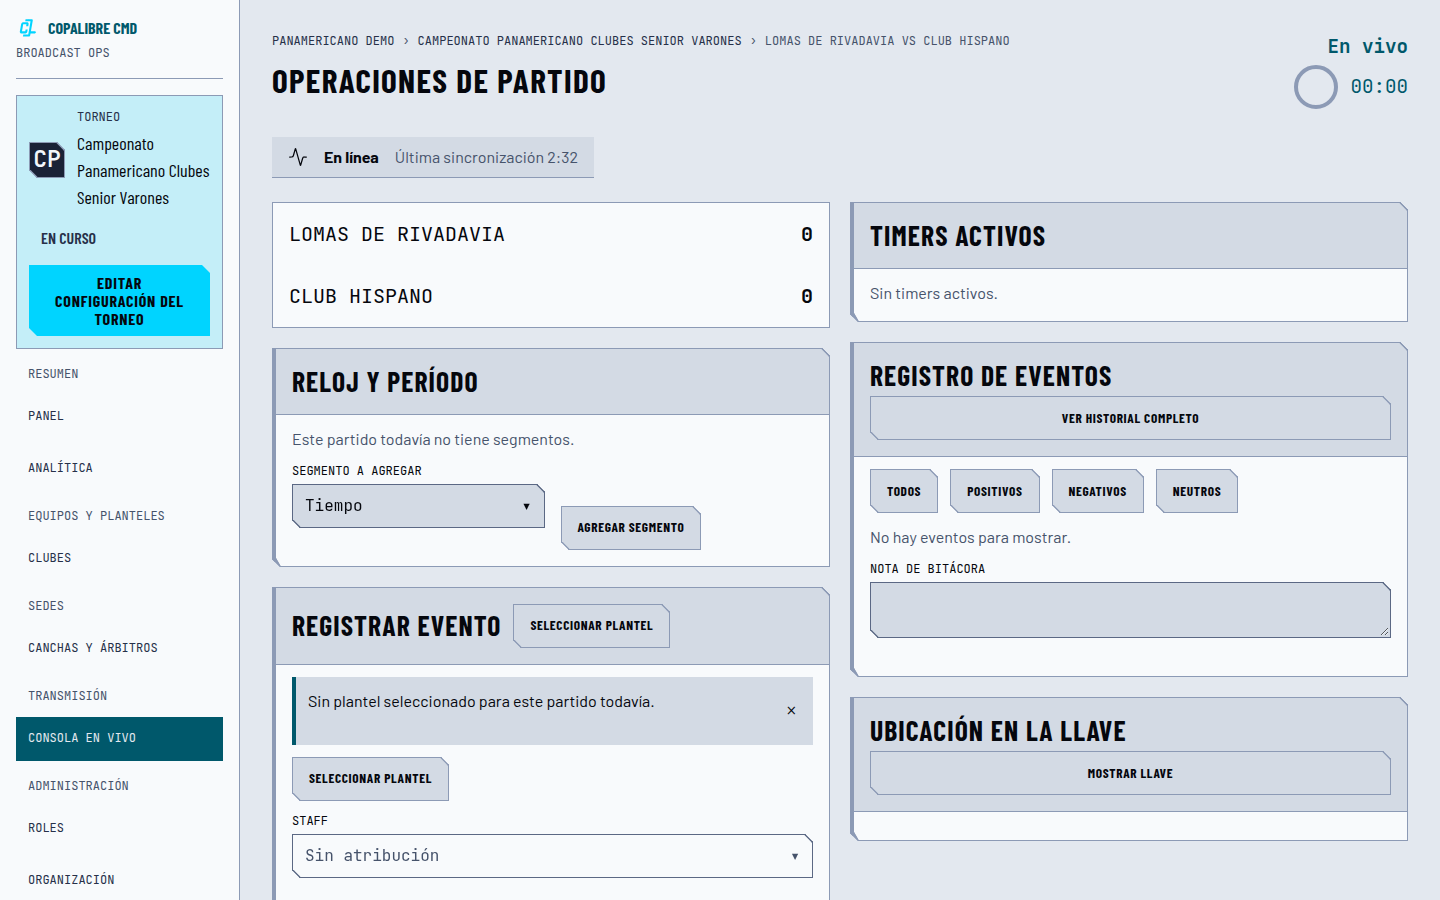 COPALIBRE CMD
BROADCAST OPS
TORNEO
CP
Campeonato
Panamericano Clubes
Senior Varones
EN CURSO
EDITAR
CONFIGURACIÓN DEL
TORNEO
RESUMEN
PANEL
ANALÍTICA
EQUIPOS Y PLANTELES
CLUBES
SEDES
CANCHAS Y ÁRBITROS
TRANSMISIÓN
CONSOLA EN VIVO
ADMINISTRACIÓN
ROLES
ORGANIZACIÓN
PANAMERICANO DEMO › CAMPEONATO PANAMERICANO CLUBES SENIOR VARONES › LOMAS DE RIVADAVIA VS CLUB HISPANO
OPERACIONES DE PARTIDO
En vivo
00:00
En línea Última sincronización 2:32
LOMAS DE RIVADAVIA 0
CLUB HISPANO 0
RELOJ Y PERÍODO
Este partido todavía no tiene segmentos.
SEGMENTO A AGREGAR
Tiempo
AGREGAR SEGMENTO
REGISTRAR EVENTO
SELECCIONAR PLANTEL
Sin plantel seleccionado para este partido todavía.
×
SELECCIONAR PLANTEL
STAFF
Sin atribución
TIMERS ACTIVOS
Sin timers activos.
REGISTRO DE EVENTOS
VER HISTORIAL COMPLETO
TODOS POSITIVOS NEGATIVOS NEUTROS
No hay eventos para mostrar.
NOTA DE BITÁCORA
UBICACIÓN EN LA LLAVE
MOSTRAR LLAVE